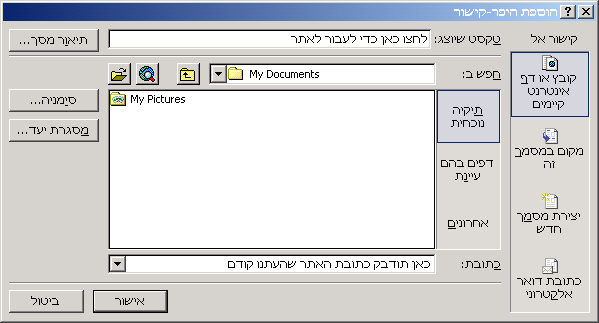 הוספת היפר-קישור
קישור אל
קובץ או דף
אינטרנט
קיימים
מקום במסמך
זה
יצירת מסמך
חדש
כתובת דואר
אלקטרוני
טקסט שיוצג:
לחצו כאן כדי לעבור לאתר
תיאור מסך...
חפש ב:
My Documents
תיקיה
נוכחית
דפים בהם
עיינת
אחרונים
My Pictures
סימניה...
מסגרת יעד...
כתובת:
כאן תודבק כתובת האתר שהעתנו קודם
אישור
ביטול